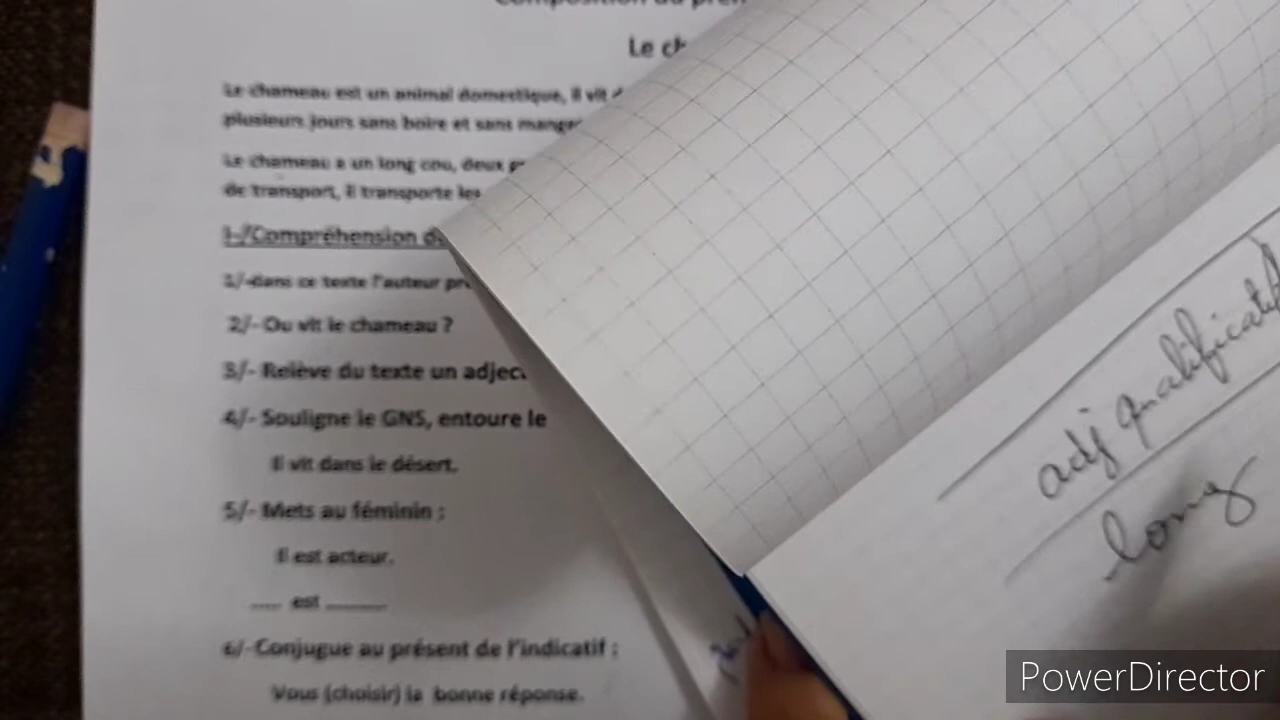 Composition du prem
Le ch
Le chameau est un animal domestique, il vit d
plusieurs jours sans boire et sans manger
Le chameau a un long cou, deux
de transport, il transporte les
I-/Compréhension d
1/-dans ce texte l'auteur pr
2/- Ou vit le chameau ?
3/- Relève du texte un adjec
4/- Souligne le GNS, entoure le
Il vit dans le désert.
5/- Mets au féminin :
Il est acteur.
..... est ..........
6/-Conjugue au présent de l'indicatif :
Vous (choisir) la bonne réponse.
adj qualificatif
long
PowerDirector